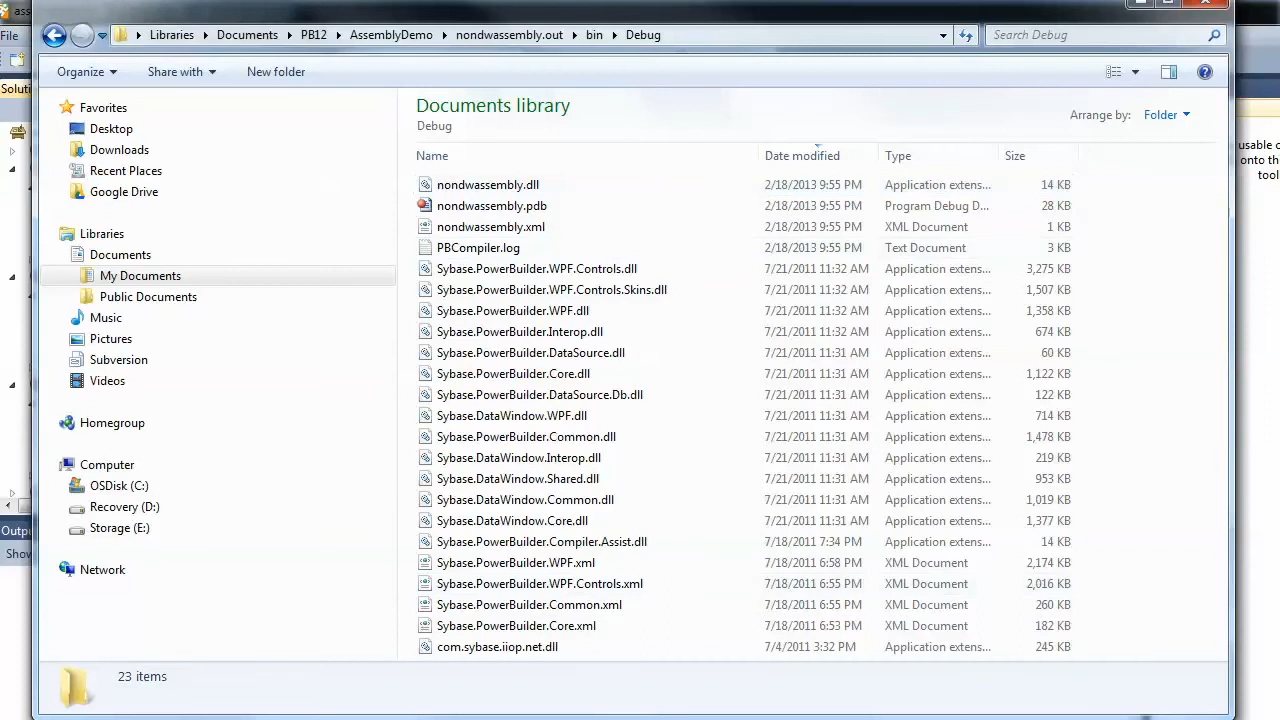 ass
File
Solutio
Outpu
Show
Libraries Documents PB12 AssemblyDemo nondwassembly.out bin Debug Search Debug
Organize Share with New folder
Favorites
Desktop
Downloads
Recent Places
Google Drive
Libraries
Documents
My Documents
Public Documents
Music
Pictures
Subversion
Videos
Homegroup
Computer
OSDisk (C:)
Recovery (D:)
Storage (E:)
Network
Documents library
Debug
Arrange by: Folder
Name Date modified Type Size
nondwassembly.dll 2/18/2013 9:55 PM Application extens... 14 KB
nondwassembly.pdb 2/18/2013 9:55 PM Program Debug D... 28 KB
nondwassembly.xml 2/18/2013 9:55 PM XML Document 1 KB
PBCompiler.log 2/18/2013 9:55 PM Text Document 3 KB
Sybase.PowerBuilder.WPF.Controls.dll 7/21/2011 11:32 AM Application extens... 3,275 KB
Sybase.PowerBuilder.WPF.Controls.Skins.dll 7/21/2011 11:32 AM Application extens... 1,507 KB
Sybase.PowerBuilder.WPF.dll 7/21/2011 11:32 AM Application extens... 1,358 KB
Sybase.PowerBuilder.Interop.dll 7/21/2011 11:32 AM Application extens... 674 KB
Sybase.PowerBuilder.DataSource.dll 7/21/2011 11:31 AM Application extens... 60 KB
Sybase.PowerBuilder.Core.dll 7/21/2011 11:31 AM Application extens... 1,122 KB
Sybase.PowerBuilder.DataSource.Db.dll 7/21/2011 11:31 AM Application extens... 122 KB
Sybase.DataWindow.WPF.dll 7/21/2011 11:31 AM Application extens... 714 KB
Sybase.PowerBuilder.Common.dll 7/21/2011 11:31 AM Application extens... 1,478 KB
Sybase.DataWindow.Interop.dll 7/21/2011 11:31 AM Application extens... 219 KB
Sybase.DataWindow.Shared.dll 7/21/2011 11:31 AM Application extens... 953 KB
Sybase.DataWindow.Common.dll 7/21/2011 11:31 AM Application extens... 1,019 KB
Sybase.DataWindow.Core.dll 7/21/2011 11:31 AM Application extens... 1,377 KB
Sybase.PowerBuilder.Compiler.Assist.dll 7/18/2011 7:34 PM Application extens... 14 KB
Sybase.PowerBuilder.WPF.xml 7/18/2011 6:58 PM XML Document 2,174 KB
Sybase.PowerBuilder.WPF.Controls.xml 7/18/2011 6:55 PM XML Document 2,016 KB
Sybase.PowerBuilder.Common.xml 7/18/2011 6:55 PM XML Document 260 KB
Sybase.PowerBuilder.Core.xml 7/18/2011 6:53 PM XML Document 182 KB
com.sybase.iiop.net.dll 7/4/2011 3:32 PM Application extens... 245 KB
23 items
usable c
onto thi
tool